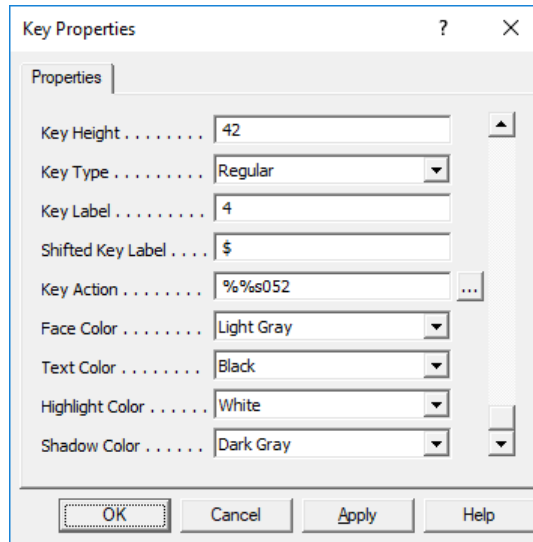 Key Properties ? X
Properties
Key Height . . . . . . . . 42
Key Type . . . . . . . . . Regular
Key Label . . . . . . . . . 4
Shifted Key Label . . . . $
Key Action . . . . . . . . %%s052 ...
Face Color . . . . . . . . Light Gray
Text Color . . . . . . . . Black
Highlight Color . . . . . White
Shadow Color . . . . . . Dark Gray
OK Cancel Apply Help